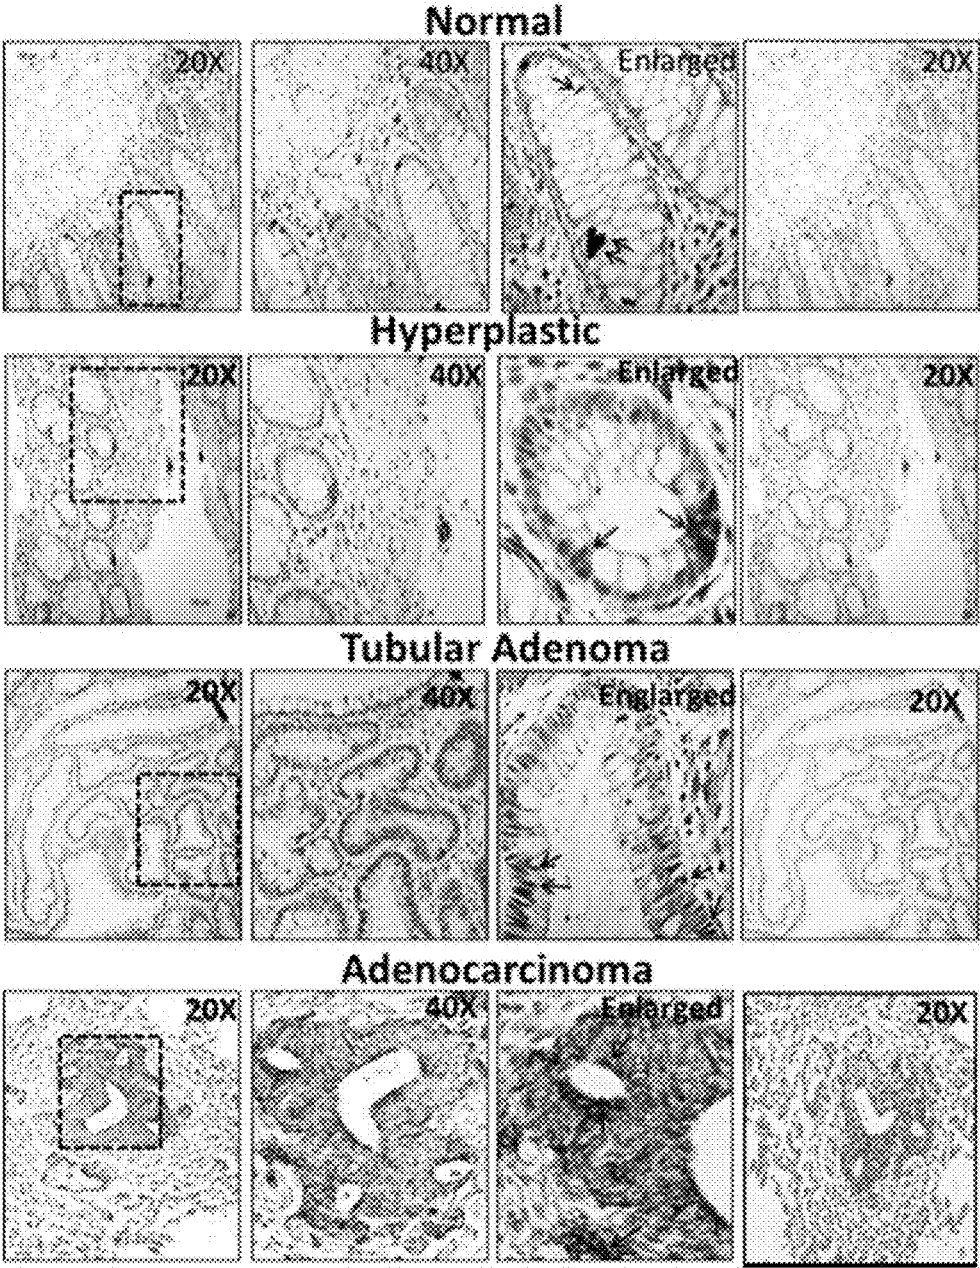 Normal
20X 40X Enlarged 20X
Hyperplastic
20X 40X Enlarged 20X
Tubular Adenoma
20X 40X Englarged 20X
Adenocarcinoma
20X 40X Enlarged 20X